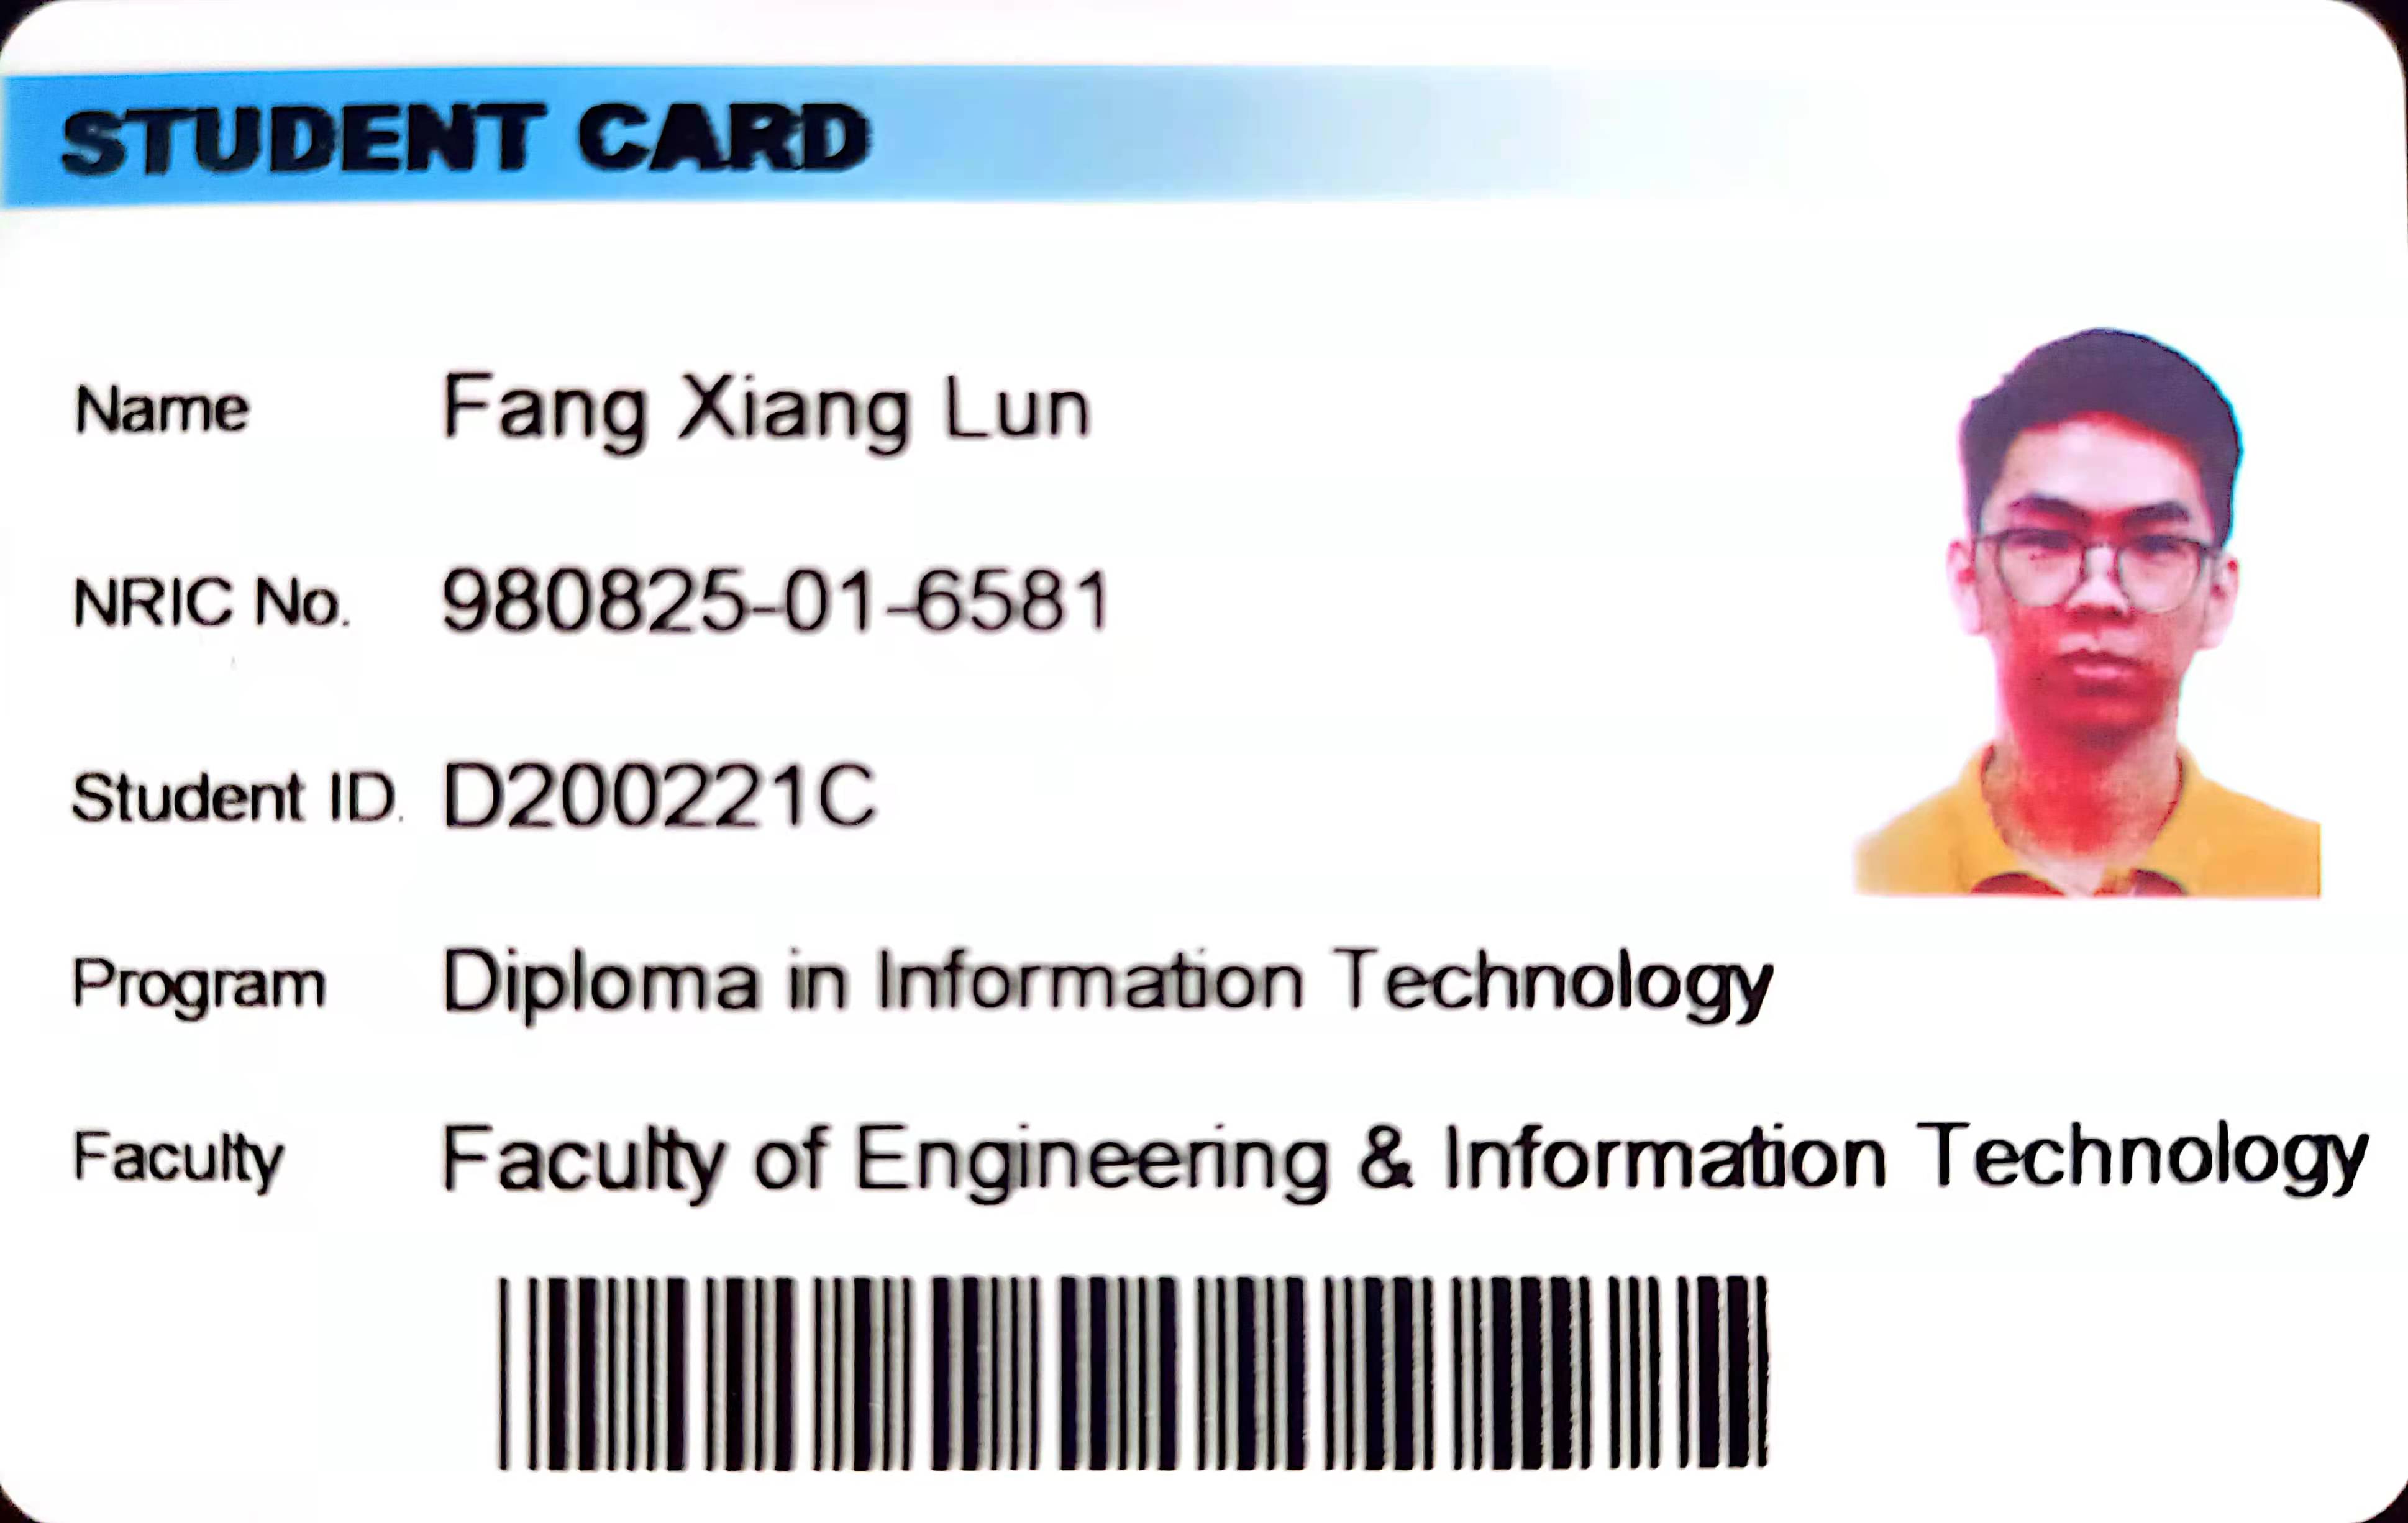 STUDENT CARD
Name Fang Xiang Lun
NRIC No. 980825-01-6581
Student ID. D200221C
Program Diploma in Information Technology
Faculty Faculty of Engineering & Information Technology